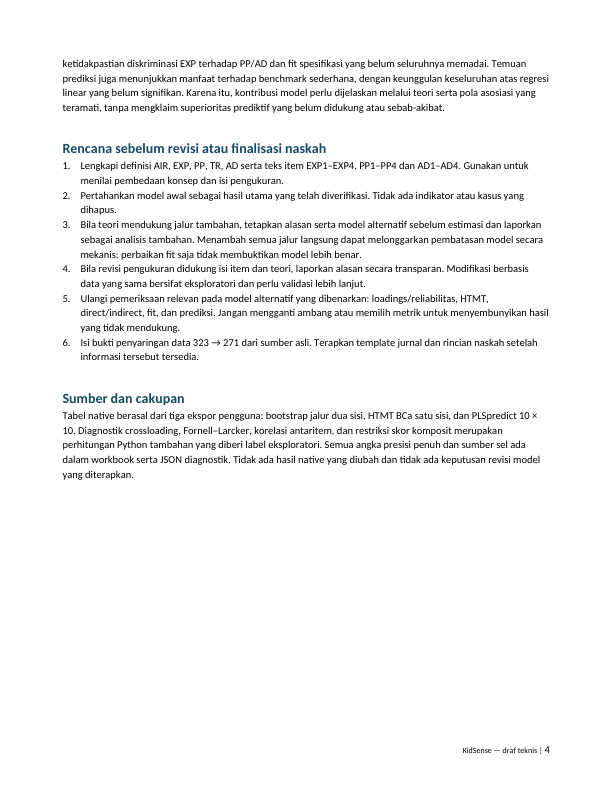 ketidakpastian diskriminasi EXP terhadap PP/AD dan fit spesifikasi yang belum seluruhnya memadai. Temuan
prediksi juga menunjukkan manfaat terhadap benchmark sederhana, dengan keunggulan keseluruhan atas regresi
linear yang belum signifikan. Karena itu, kontribusi model perlu dijelaskan melalui teori serta pola asosiasi yang
teramati, tanpa mengklaim superioritas prediktif yang belum didukung atau sebab-akibat.
Rencana sebelum revisi atau finalisasi naskah
1. Lengkapi definisi AIR, EXP, PP, TR, AD serta teks item EXP1–EXP4, PP1–PP4 dan AD1–AD4. Gunakan untuk
menilai pembedaan konsep dan isi pengukuran.
2. Pertahankan model awal sebagai hasil utama yang telah diverifikasi. Tidak ada indikator atau kasus yang
dihapus.
3. Bila teori mendukung jalur tambahan, tetapkan alasan serta model alternatif sebelum estimasi dan laporkan
sebagai analisis tambahan. Menambah semua jalur langsung dapat melonggarkan pembatasan model secara
mekanis; perbaikan fit saja tidak membuktikan model lebih benar.
4. Bila revisi pengukuran didukung isi item dan teori, laporkan alasan secara transparan. Modifikasi berbasis
data yang sama bersifat eksploratori dan perlu validasi lebih lanjut.
5. Ulangi pemeriksaan relevan pada model alternatif yang dibenarkan: loadings/reliabilitas, HTMT,
direct/indirect, fit, dan prediksi. Jangan mengganti ambang atau memilih metrik untuk menyembunyikan hasil
yang tidak mendukung.
6. Isi bukti penyaringan data 323 → 271 dari sumber asli. Terapkan template jurnal dan rincian naskah setelah
informasi tersebut tersedia.
Sumber dan cakupan
Tabel native berasal dari tiga ekspor pengguna: bootstrap jalur dua sisi, HTMT BCa satu sisi, dan PLSpredict 10 ×
10. Diagnostik crossloading, Fornell–Larcker, korelasi antaritem, dan restriksi skor komposit merupakan
perhitungan Python tambahan yang diberi label eksploratori. Semua angka presisi penuh dan sumber sel ada
dalam workbook serta JSON diagnostik. Tidak ada hasil native yang diubah dan tidak ada keputusan revisi model
yang diterapkan.
KidSense — draf teknis | 4